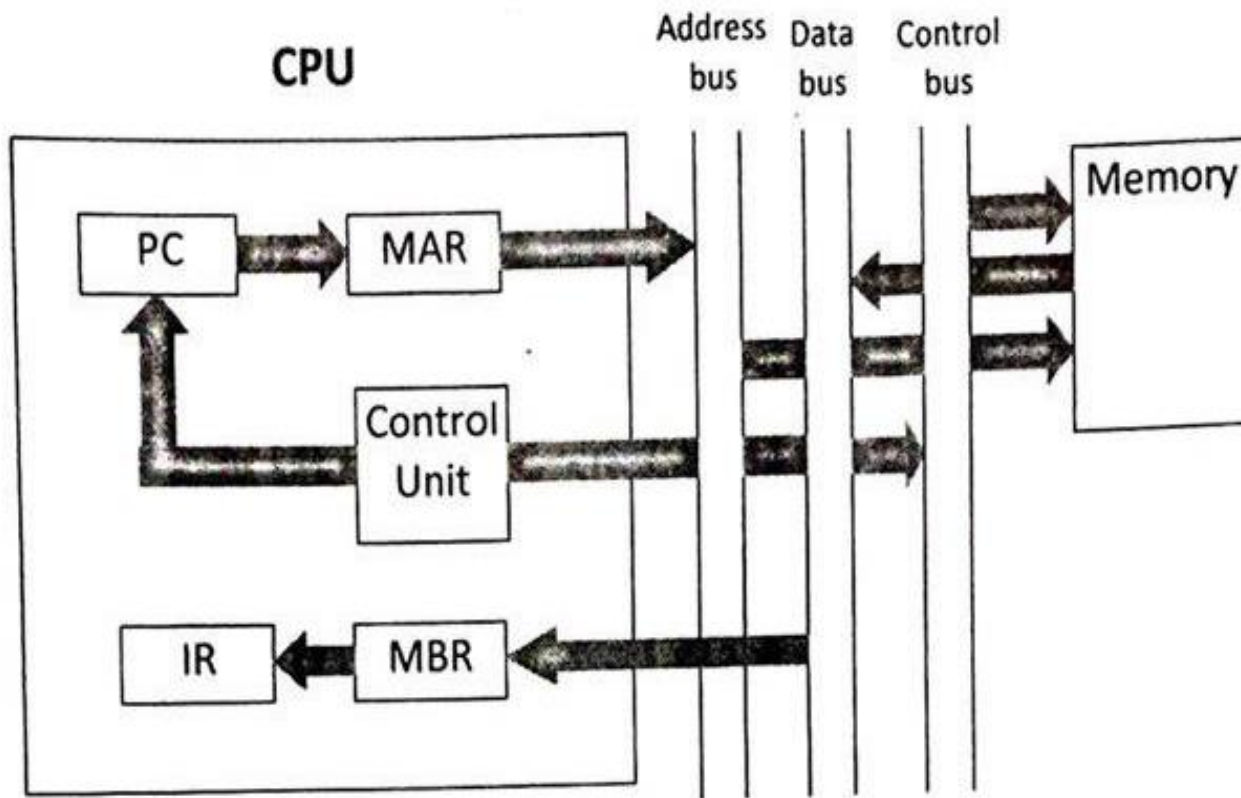 CPU
Address
bus
Data
bus
Control
bus
Memory
PC
MAR
Control
Unit
IR
MBR